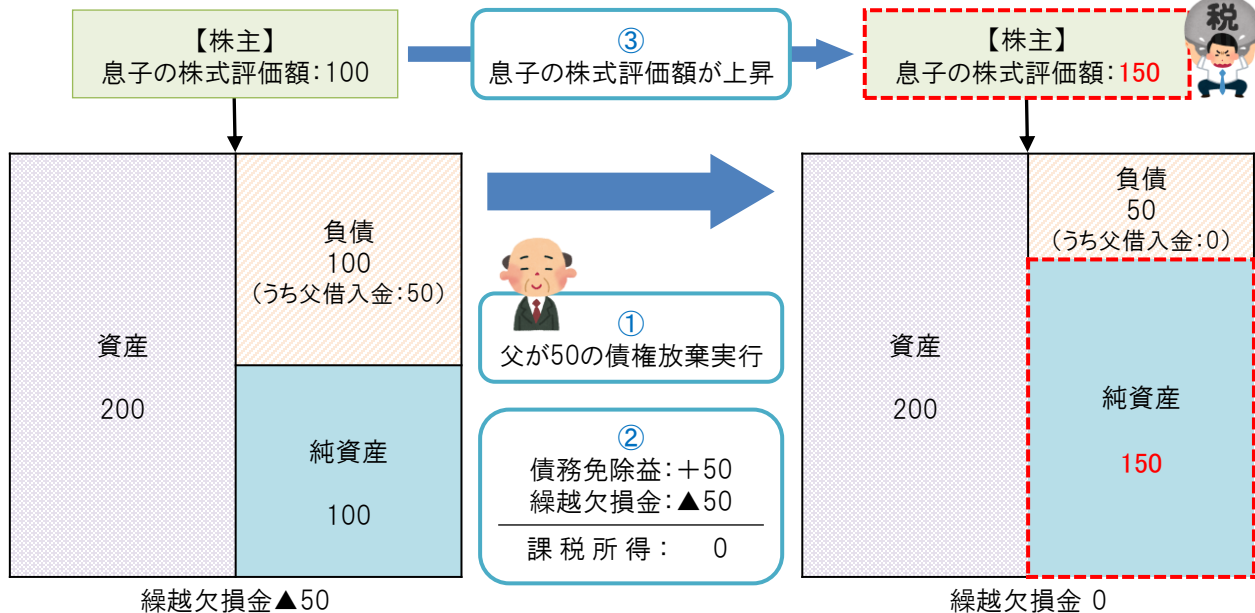 【株主】
息子の株式評価額:100
③
息子の株式評価額が上昇
【株主】
息子の株式評価額:150
税
資産
200
負債
100
(うち父借入金:50)
純資産
100
繰越欠損金▲50
①
父が50の債権放棄実行
②
債務免除益:+50
繰越欠損金:▲50
課税所得: 0
資産
200
負債
50
(うち父借入金:0)
純資産
150
繰越欠損金 0